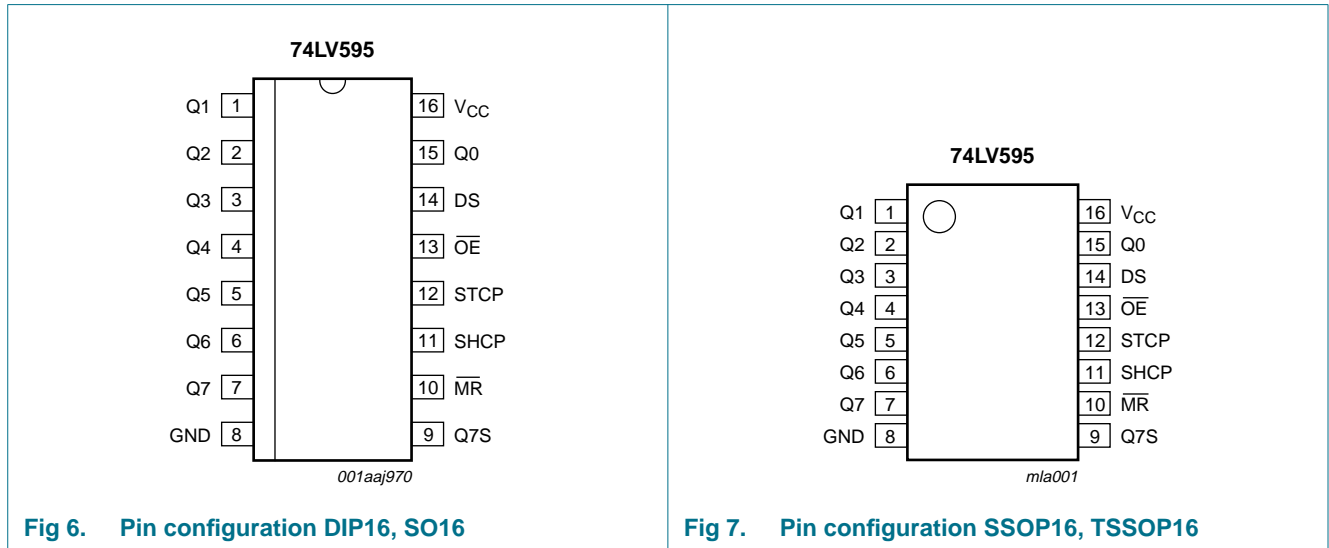 74LV595
Q1 1 16 VCC
Q2 2 15 Q0
Q3 3 14 DS
Q4 4 13 O̅E̅
Q5 5 12 STCP
Q6 6 11 SHCP
Q7 7 10 M̅R̅
GND 8 9 Q7S
001aaj970
Fig 6. Pin configuration DIP16, SO16
74LV595
Q1 1 16 VCC
Q2 2 15 Q0
Q3 3 14 DS
Q4 4 13 O̅E̅
Q5 5 12 STCP
Q6 6 11 SHCP
Q7 7 10 M̅R̅
GND 8 9 Q7S
mla001
Fig 7. Pin configuration SSOP16, TSSOP16